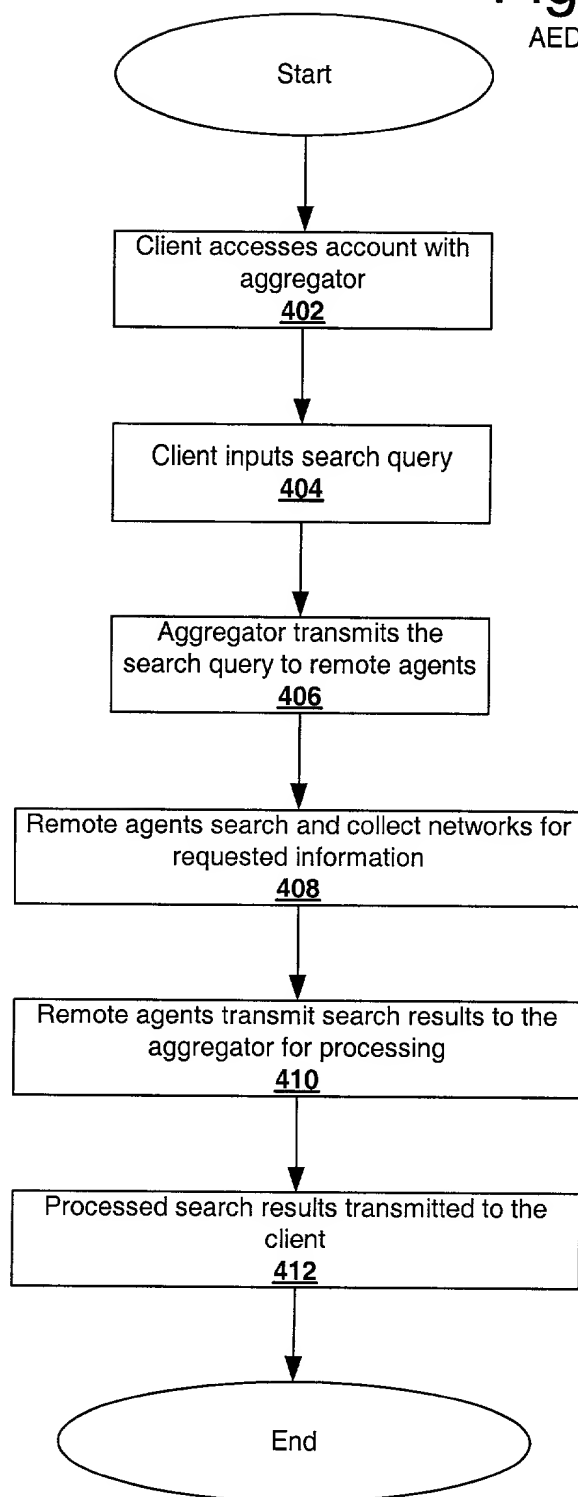 AED
Start
Client accesses account with
aggregator
402
Client inputs search query
404
Aggregator transmits the
search query to remote agents
406
Remote agents search and collect networks for
requested information
408
Remote agents transmit search results to the
aggregator for processing
410
Processed search results transmitted to the
client
412
End